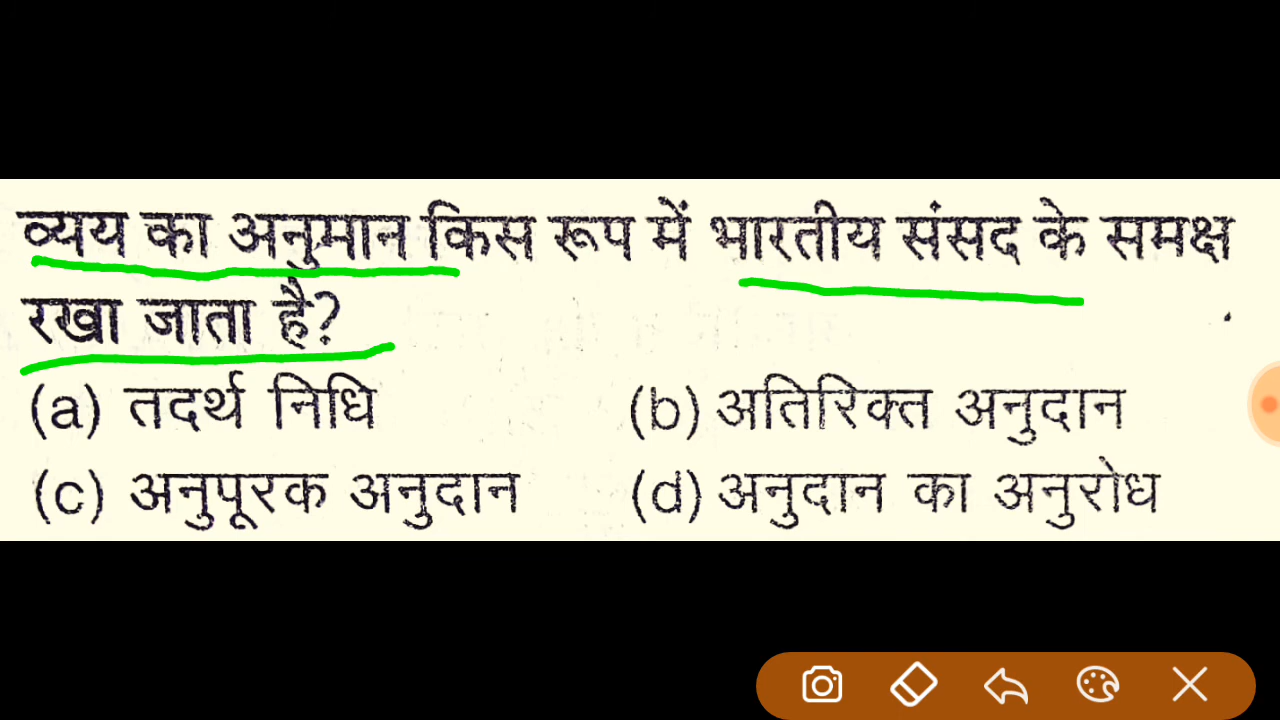 व्यय का अनुमान किस रूप में भारतीय संसद के समक्ष
रखा जाता है?
(a) तदर्थ निधि (b) अतिरिक्त अनुदान
(c) अनुपूरक अनुदान (d) अनुदान का अनुरोध